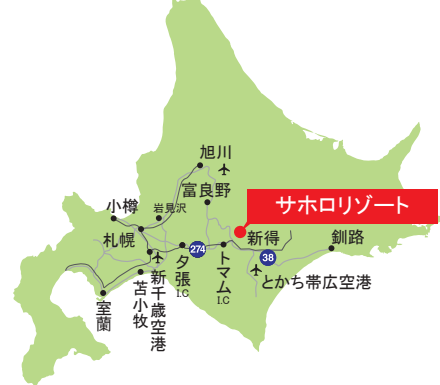 旭川
富良野
サホロリゾート
小樽
岩見沢
札幌
新得
釧路
274
38
夕張
I.C
トマム
I.C
とかち帯広空港
新千歳空港
苫小牧
室蘭